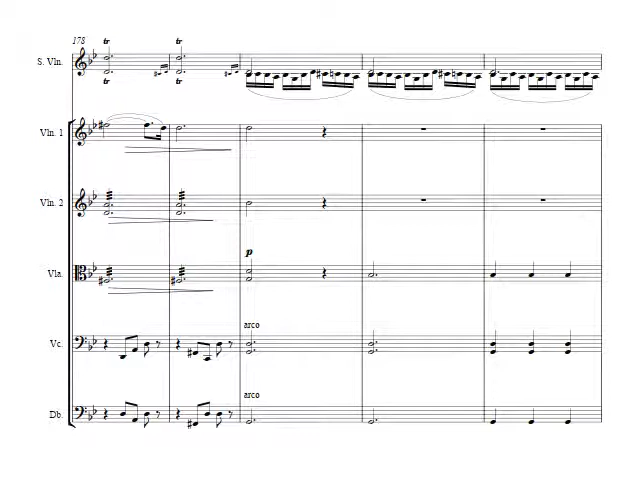 178
tr
tr
S. Vln.
tr
tr
Vln. 1
Vln. 2
p
Vla.
arco
Vc.
arco
Db.